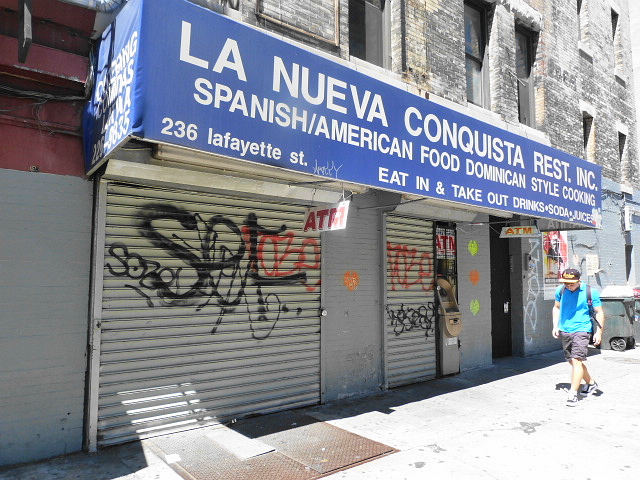 LA NUEVA CONQUISTA REST. INC.
SPANISH/AMERICAN FOOD DOMINICAN STYLE COOKING
236 lafayette st.
EAT IN & TAKE OUT DRINKS•SODA•JUICES
ATM
ATM
ATM